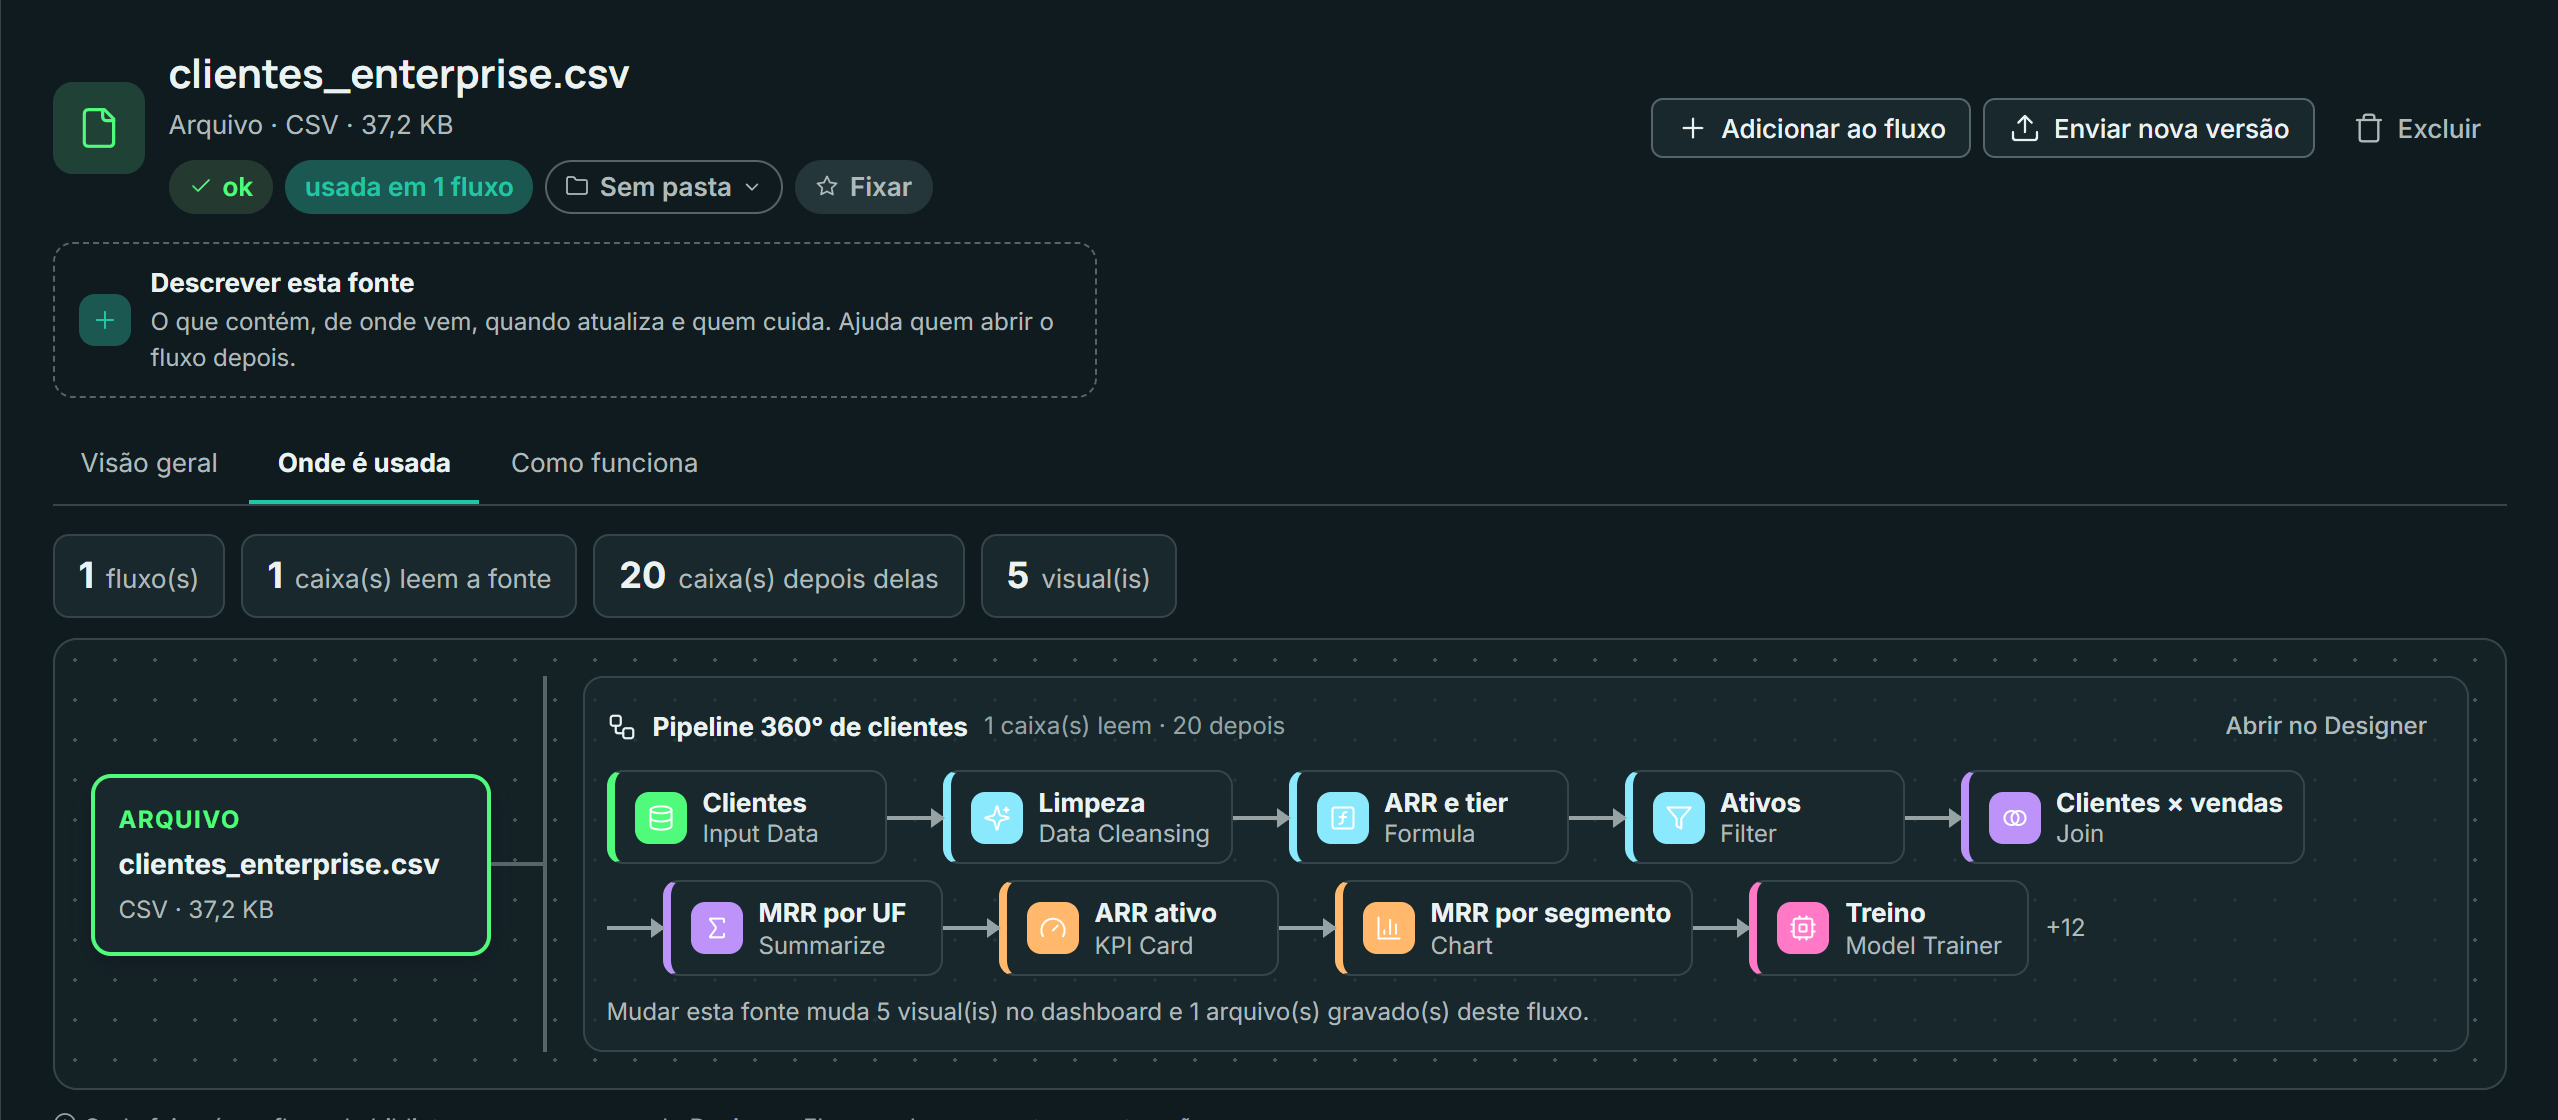 clientes_enterprise.csv
Arquivo · CSV · 37,2 KB
ok
usada em 1 fluxo
Sem pasta
Fixar
Adicionar ao fluxo
Enviar nova versão
Excluir
Descrever esta fonte
O que contém, de onde vem, quando atualiza e quem cuida. Ajuda quem abrir o
fluxo depois.
Visão geral
Onde é usada
Como funciona
1 fluxo(s)
1 caixa(s) leem a fonte
20 caixa(s) depois delas
5 visual(is)
ARQUIVO
clientes_enterprise.csv
CSV · 37,2 KB
Pipeline 360° de clientes
1 caixa(s) leem · 20 depois
Abrir no Designer
Clientes
Input Data
Limpeza
Data Cleansing
ARR e tier
Formula
Ativos
Filter
Clientes × vendas
Join
MRR por UF
Summarize
ARR ativo
KPI Card
MRR por segmento
Chart
Treino
Model Trainer
+12
Mudar esta fonte muda 5 visual(is) no dashboard e 1 arquivo(s) gravado(s) deste fluxo.